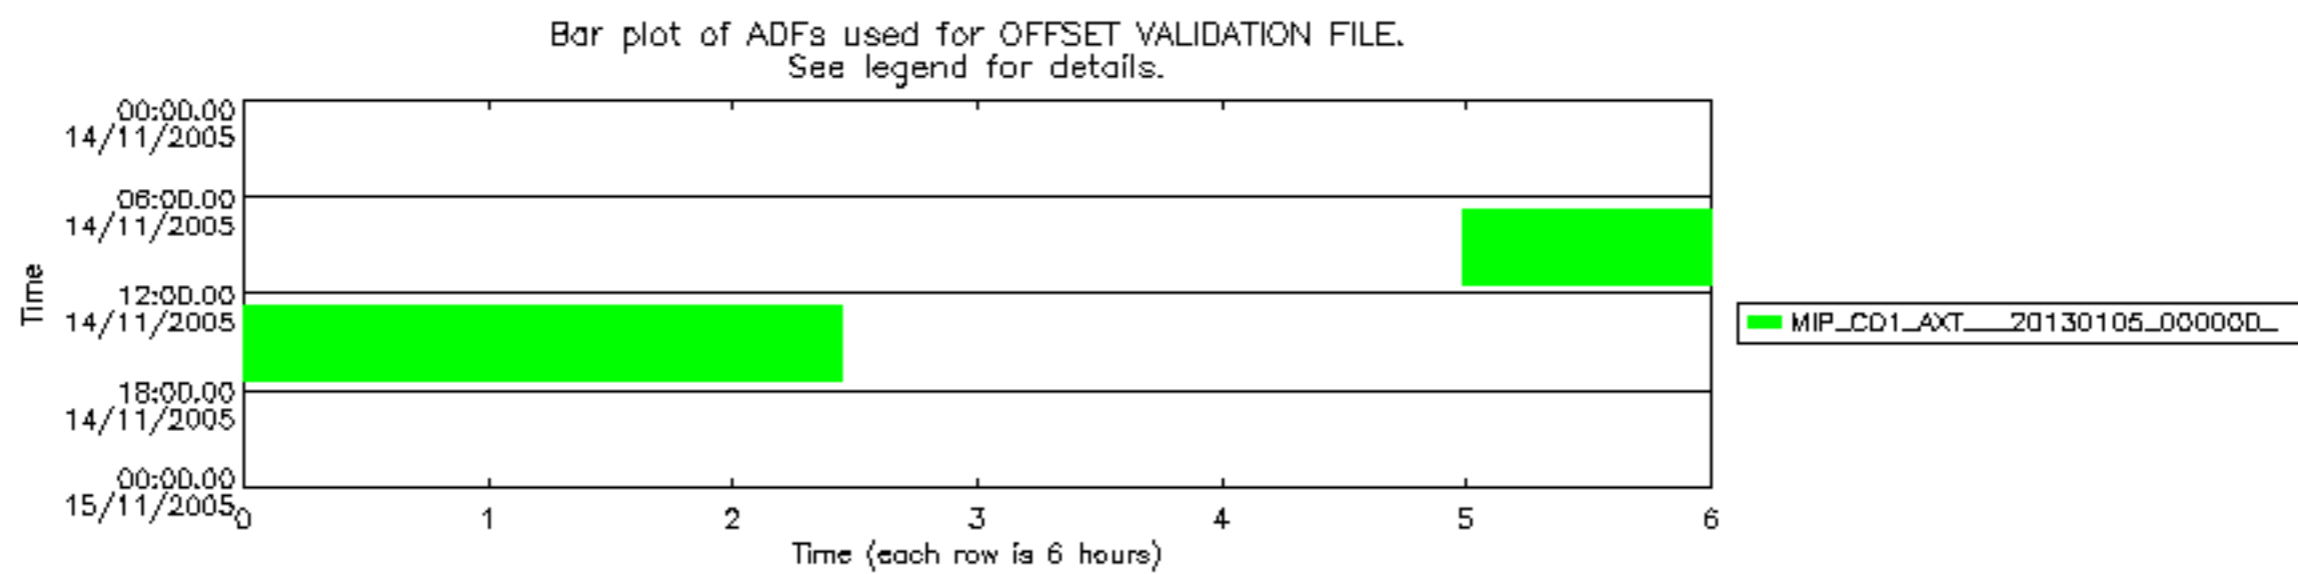 Bar plot of ADFs used for OFFSET VALIDATION FILE.
See legend for details.
00:00.00
14/11/2005
06:00.00
14/11/2005
12:00.00
14/11/2005
18:00.00
14/11/2005
00:00.00
15/11/2005
Time
0 1 2 3 4 5 6
Time (each row is 6 hours)
MIP_CO1_AXT___20130105_000000_